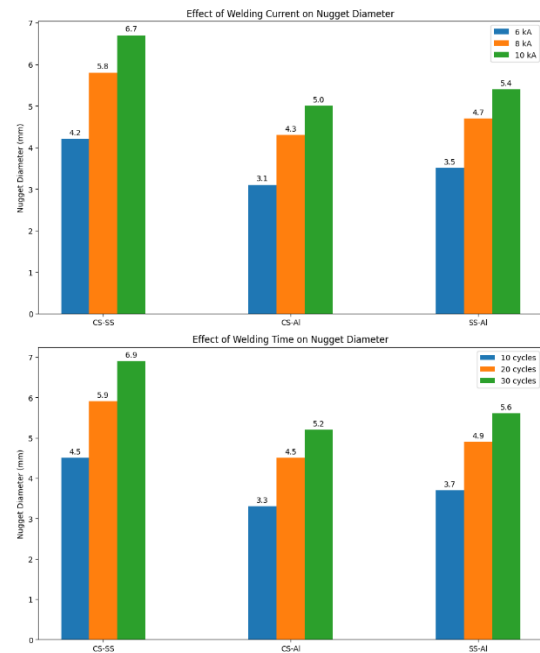 Effect of Welding Current on Nugget Diameter
7
6
5
4
3
2
1
0
Nugget Diameter (mm)
6 kA
8 kA
10 kA
4.2
5.8
6.7
3.1
4.3
5.0
3.5
4.7
5.4
CS-SS
CS-Al
SS-Al
Effect of Welding Time on Nugget Diameter
7
6
5
4
3
2
1
0
Nugget Diameter (mm)
10 cycles
20 cycles
30 cycles
4.5
5.9
6.9
3.3
4.5
5.2
3.7
4.9
5.6
CS-SS
CS-Al
SS-Al